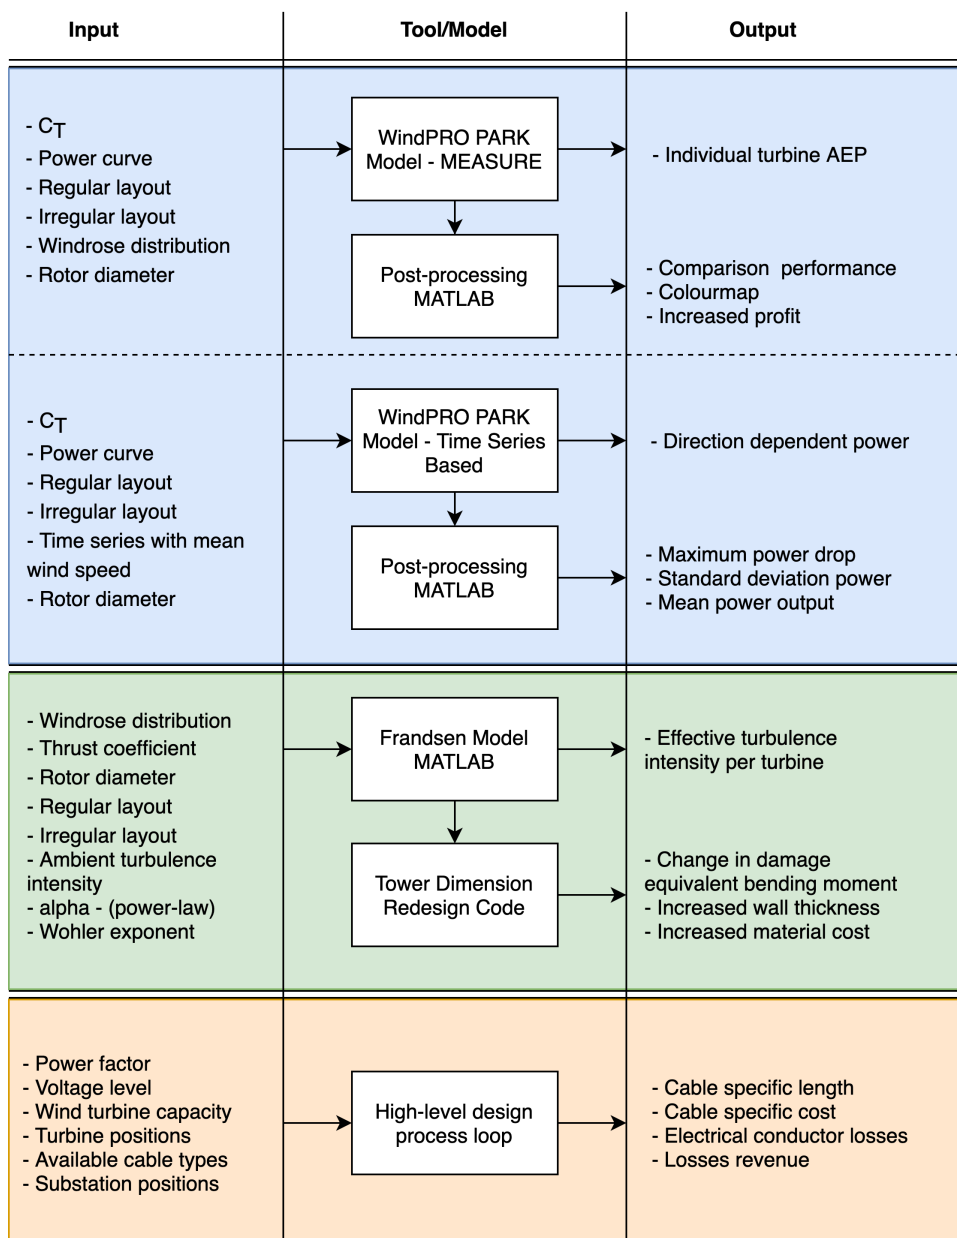 Input
Tool/Model
Output
- CT
- Power curve
- Regular layout
- Irregular layout
- Windrose distribution
- Rotor diameter
WindPRO PARK
Model - MEASURE
- Individual turbine AEP
Post-processing
MATLAB
- Comparison performance
- Colourmap
- Increased profit
- CT
- Power curve
- Regular layout
- Irregular layout
- Time series with mean
wind speed
- Rotor diameter
WindPRO PARK
Model - Time Series
Based
- Direction dependent power
Post-processing
MATLAB
- Maximum power drop
- Standard deviation power
- Mean power output
- Windrose distribution
- Thrust coefficient
- Rotor diameter
- Regular layout
- Irregular layout
- Ambient turbulence
intensity
- alpha - (power-law)
- Wohler exponent
Frandsen Model
MATLAB
- Effective turbulence
intensity per turbine
Tower Dimension
Redesign Code
- Change in damage
equivalent bending moment
- Increased wall thickness
- Increased material cost
- Power factor
- Voltage level
- Wind turbine capacity
- Turbine positions
- Available cable types
- Substation positions
High-level design
process loop
- Cable specific length
- Cable specific cost
- Electrical conductor losses
- Losses revenue